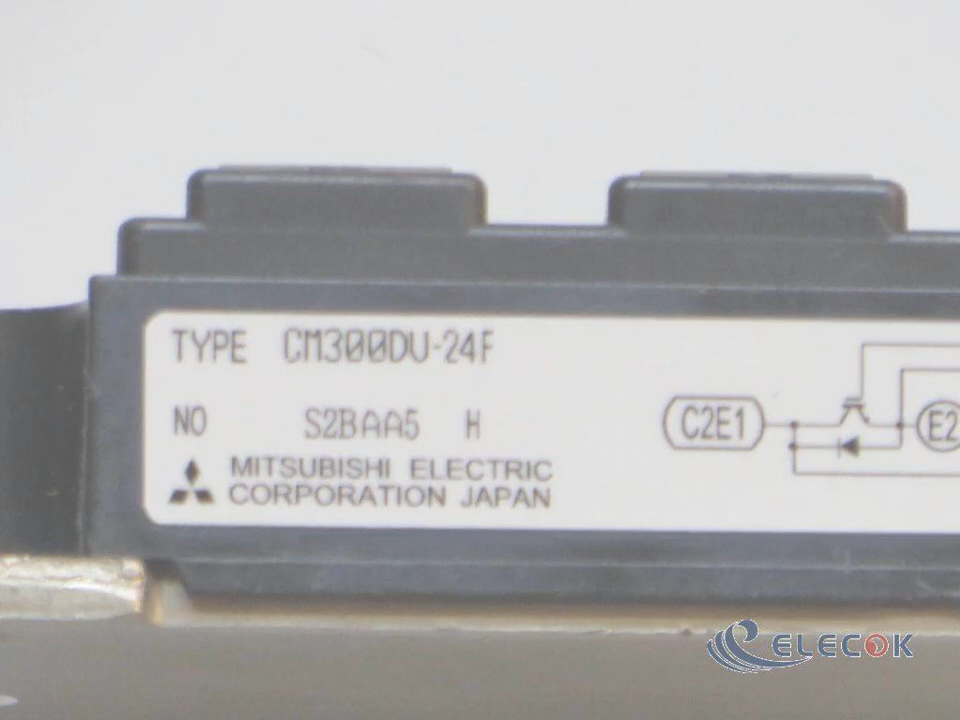 TYPE CM300DU-24F
NO S2BAA5 H
MITSUBISHI ELECTRIC
CORPORATION JAPAN
C2E1
E2
ELECOK